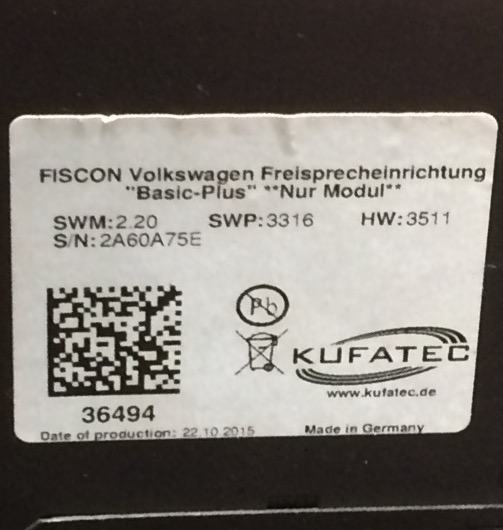 FISCON Volkswagen Freisprecheinrichtung
"Basic-Plus" **Nur Modul**
SWM:2.20 SWP:3316 HW:3511
S/N:2A60A75E
Pb
KUFATEC
www.kufatec.de
36494
Date of production: 22.10.2015 Made in Germany